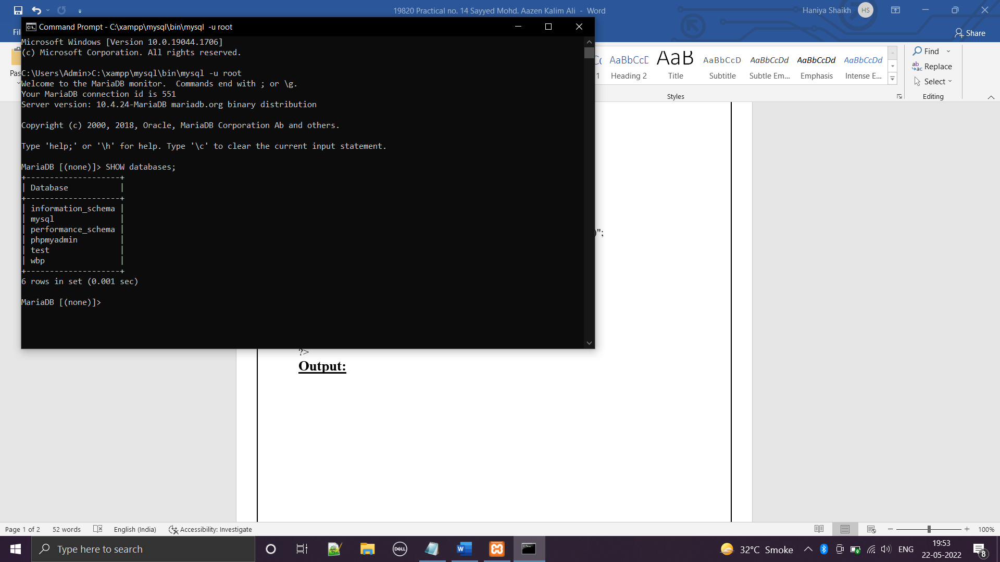 19820 Practical no. 14 Sayyed Mohd. Aazen Kalim Ali - Word
Haniya Shaikh
HS
Share
Command Prompt - C:\xampp\mysql\bin\mysql -u root
Microsoft Windows [Version 10.0.19044.1706]
(c) Microsoft Corporation. All rights reserved.
C:\Users\Admin>C:\xampp\mysql\bin\mysql -u root
Welcome to the MariaDB monitor.  Commands end with ; or \g.
Your MariaDB connection id is 551
Server version: 10.4.24-MariaDB mariadb.org binary distribution
Copyright (c) 2000, 2018, Oracle, MariaDB Corporation Ab and others.
Type 'help;' or '\h' for help. Type '\c' to clear the current input statement.
MariaDB [(none)]> SHOW databases;
+--------------------+
| Database           |
+--------------------+
| information_schema |
| mysql              |
| performance_schema |
| phpmyadmin         |
| test               |
| wbp                |
+--------------------+
6 rows in set (0.001 sec)
MariaDB [(none)]>
AaBbCcD AaB AaBbCcD AaBbCcDd AaBbCcDd AaBbCcDd
1 Heading 2 Title Subtitle Subtle Em... Emphasis Intense E...
Styles
Find
Replace
Select
Editing
)";
?>
Output:
Page 1 of 2
52 words
English (India)
Accessibility: Investigate
100%
Type here to search
DELL
32°C Smoke
ENG
19:53
22-05-2022
8